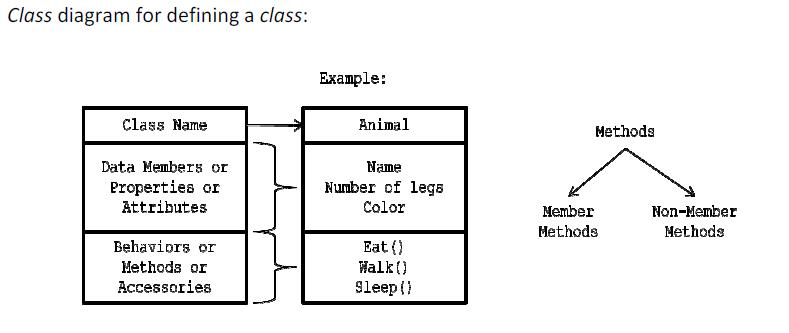 Class diagram for defining a class:
Example:
Class Name
Animal
Data Members or
Properties or
Attributes
Name
Number of legs
Color
Behaviors or
Methods or
Accessories
Eat()
Walk()
Sleep()
Methods
Member
Methods
Non-Member
Methods